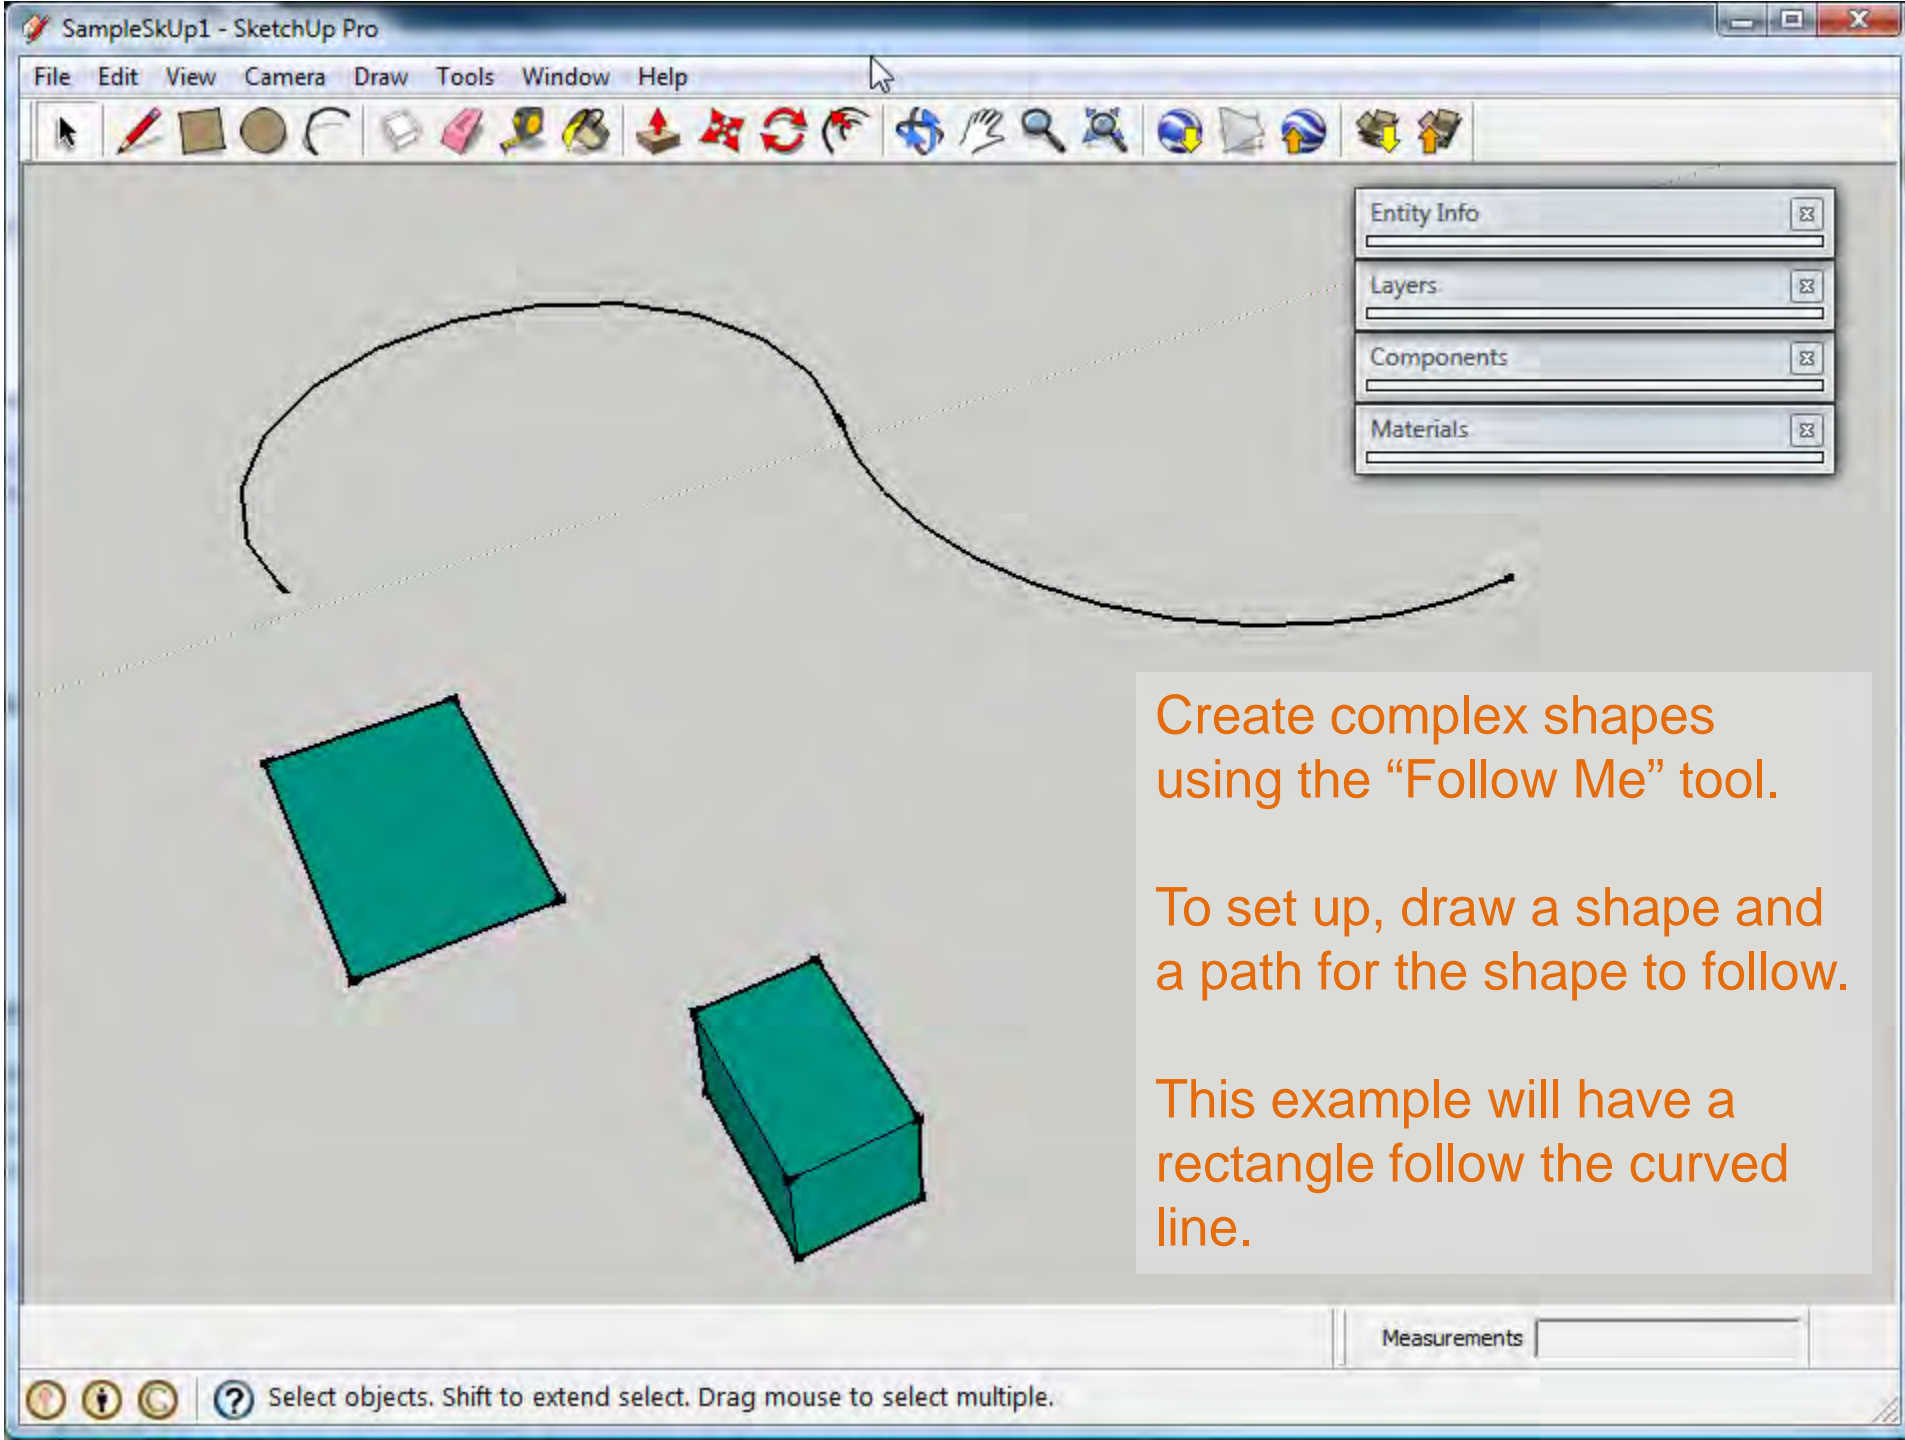 SampleSkUp1 - SketchUp Pro
File Edit View Camera Draw Tools Window Help
Entity Info
Layers
Components
Materials
Create complex shapes
using the “Follow Me” tool.
To set up, draw a shape and
a path for the shape to follow.
This example will have a
rectangle follow the curved
line.
Measurements
Select objects. Shift to extend select. Drag mouse to select multiple.